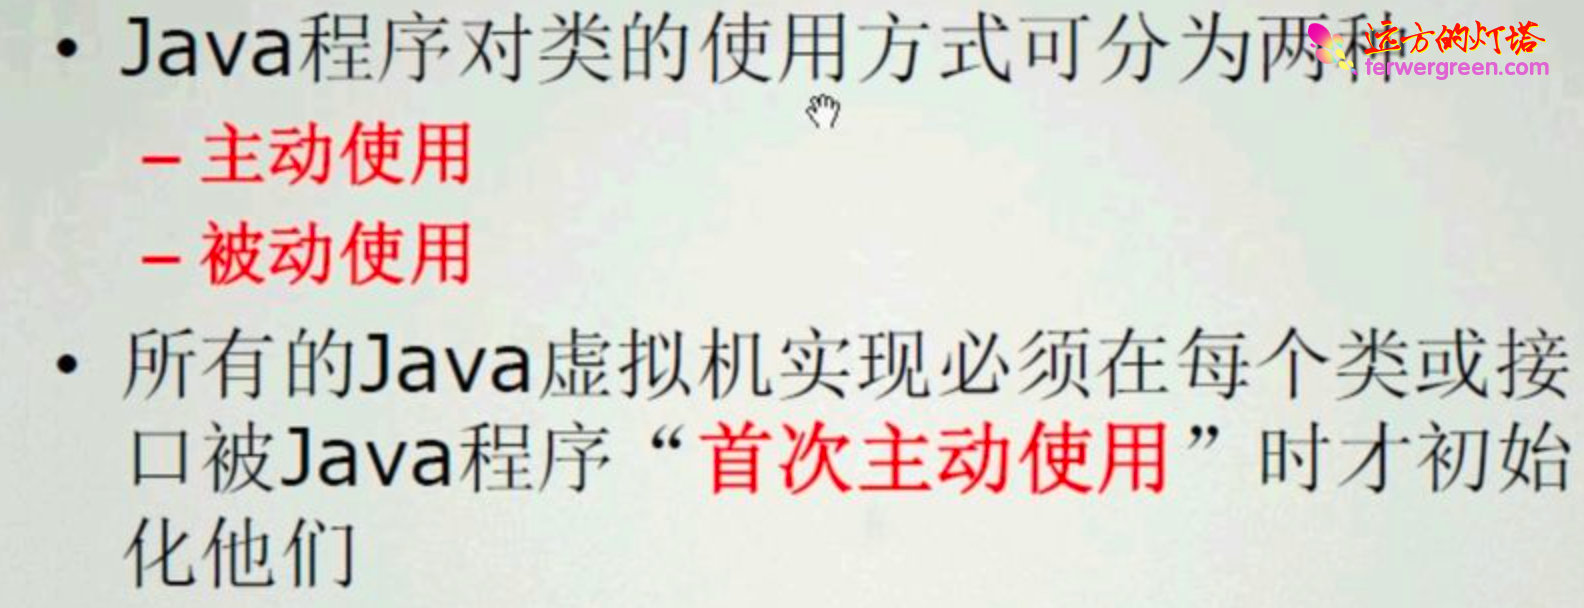 • Java程序对类的使用方式可分为两种
远方的灯塔
terwergreen.com
– 主动使用
– 被动使用
• 所有的Java虚拟机实现必须在每个类或接
口被Java程序“首次主动使用”时才初始
化他们